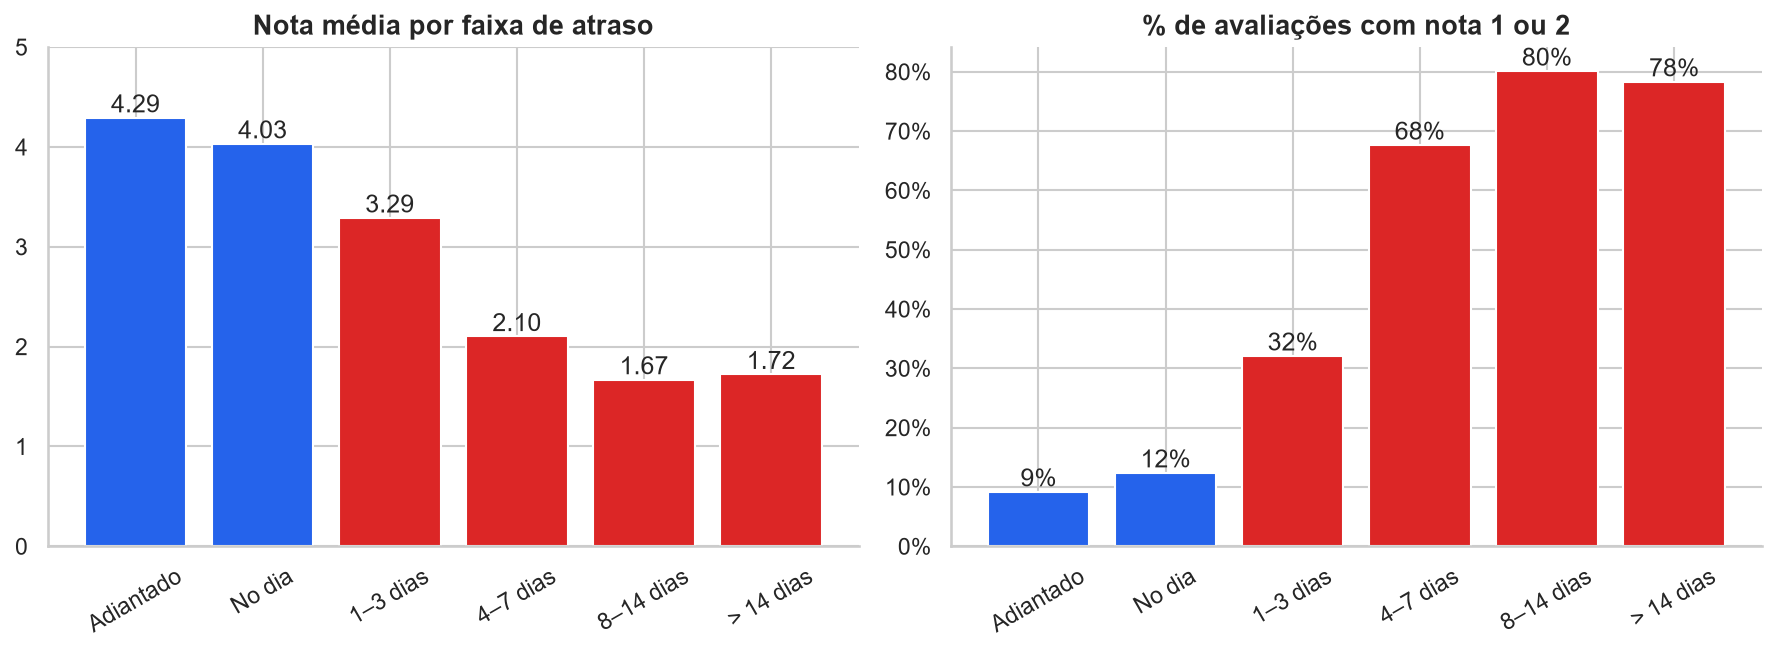 Nota média por faixa de atraso
5
4
3
2
1
0
4.29
4.03
3.29
2.10
1.67
1.72
Adiantado
No dia
1–3 dias
4–7 dias
8–14 dias
> 14 dias
% de avaliações com nota 1 ou 2
80%
70%
60%
50%
40%
30%
20%
10%
0%
9%
12%
32%
68%
80%
78%
Adiantado
No dia
1–3 dias
4–7 dias
8–14 dias
> 14 dias